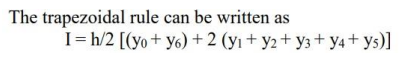 The trapezoidal rule can be written as
I = h/2 [(y₀ + y₆) + 2 (y₁ + y₂ + y₃ + y₄ + y₅)]